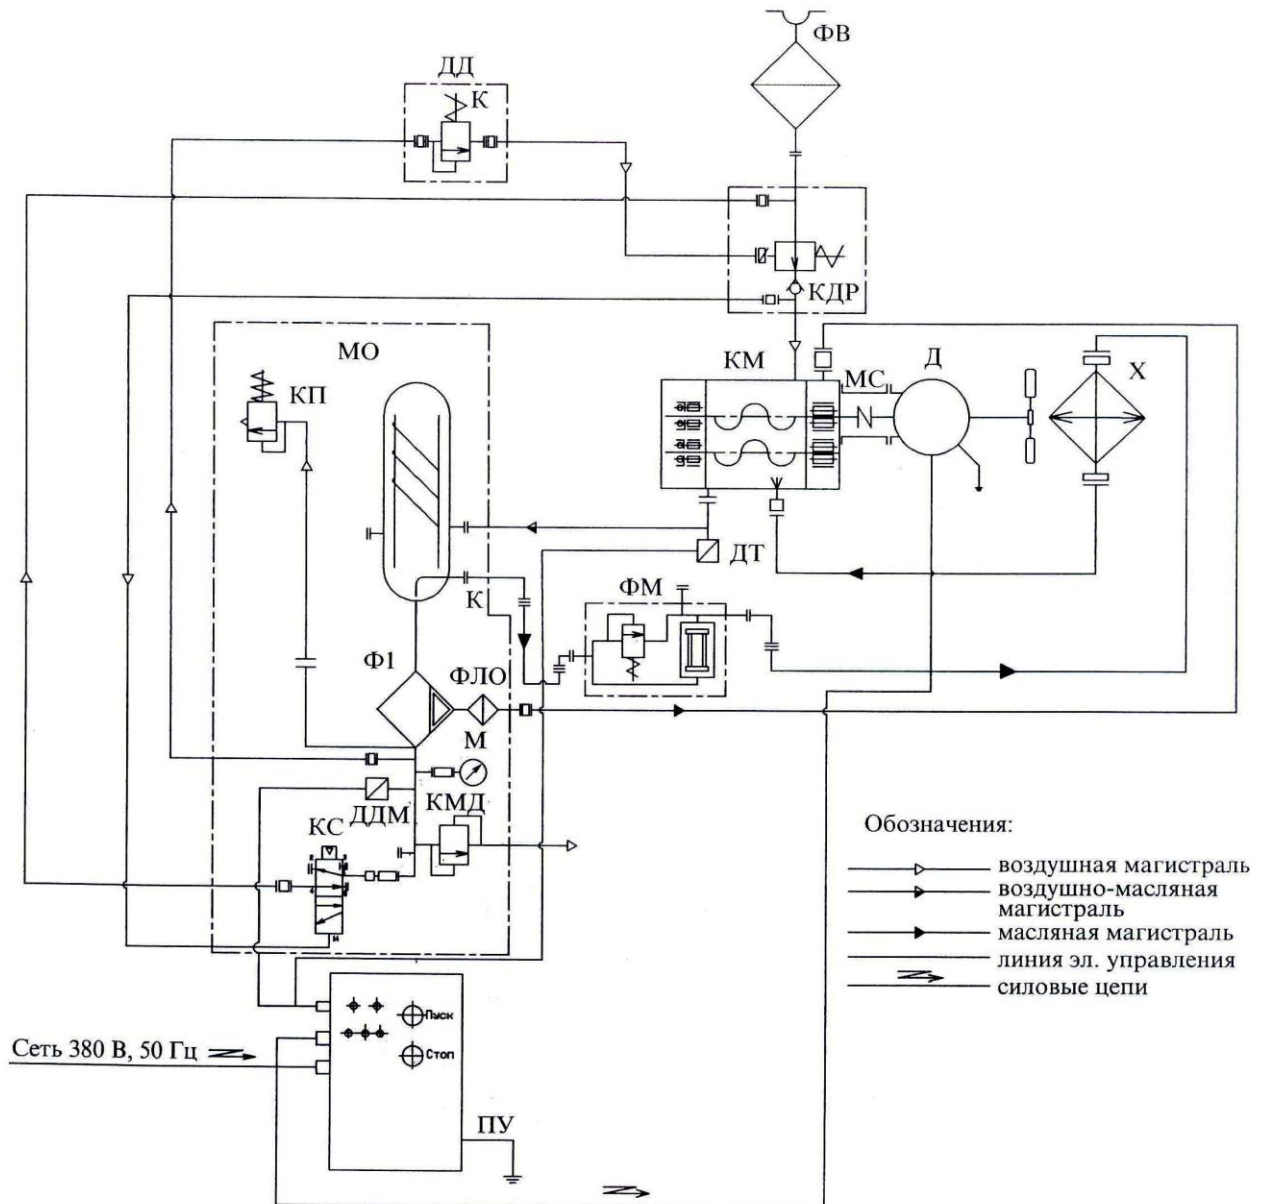 ФВ
ДД
К
КДР
МО
КП
КМ
МС
Д
Х
ДТ
К
ФМ
Ф1
ФЛО
М
ДДМ
КМД
КС
Обозначения:
воздушная магистраль
воздушно-масляная
магистраль
масляная магистраль
линия эл. управления
силовые цепи
Пуск
Стоп
Сеть 380 В, 50 Гц
ПУ